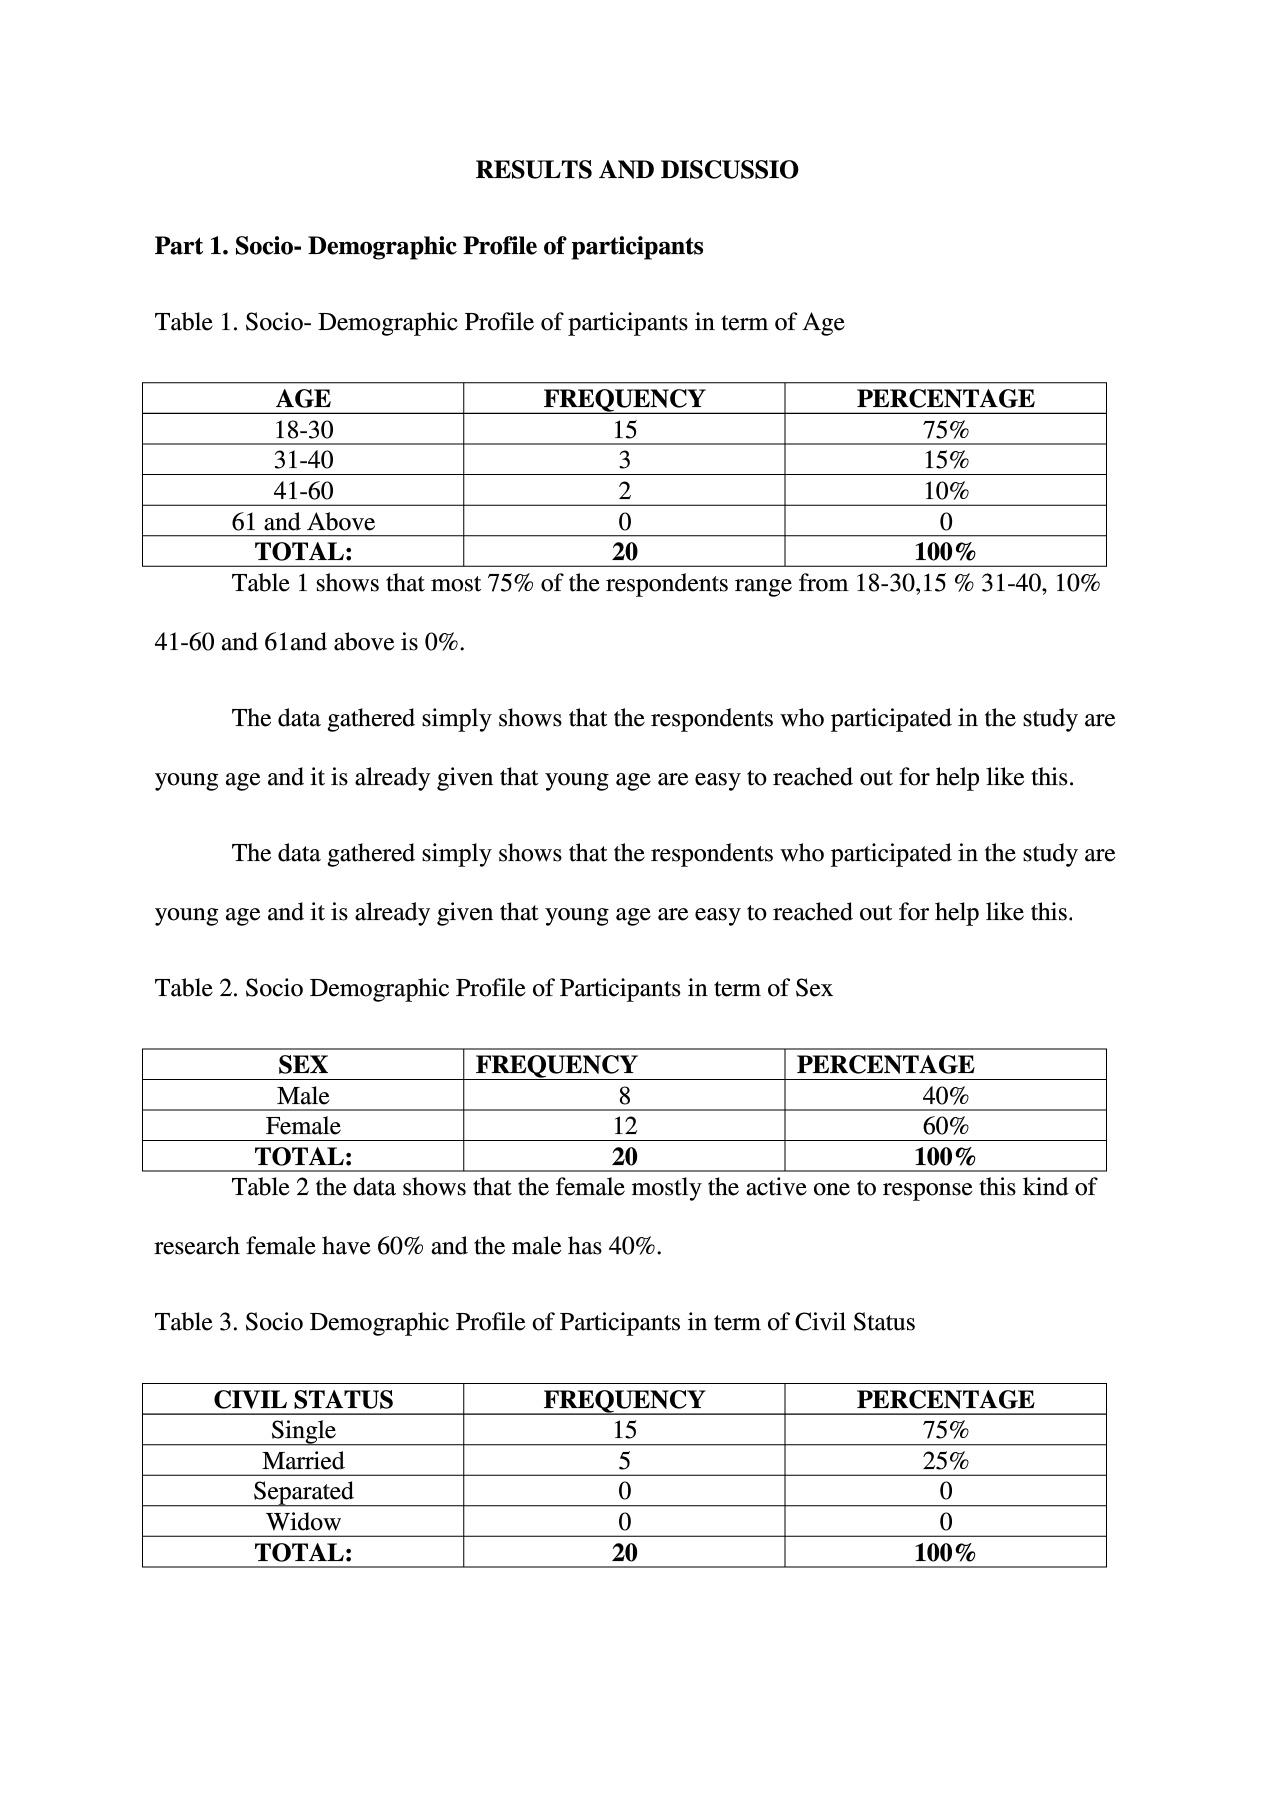 RESULTS AND DISCUSSIO
Part 1. Socio- Demographic Profile of participants
Table 1. Socio- Demographic Profile of participants in term of Age
AGE FREQUENCY PERCENTAGE
18-30 15 75%
31-40 3 15%
41-60 2 10%
61 and Above 0 0
TOTAL: 20 100%
Table 1 shows that most 75% of the respondents range from 18-30,15 % 31-40, 10%
41-60 and 61and above is 0%.
The data gathered simply shows that the respondents who participated in the study are
young age and it is already given that young age are easy to reached out for help like this.
The data gathered simply shows that the respondents who participated in the study are
young age and it is already given that young age are easy to reached out for help like this.
Table 2. Socio Demographic Profile of Participants in term of Sex
SEX FREQUENCY PERCENTAGE
Male 8 40%
Female 12 60%
TOTAL: 20 100%
Table 2 the data shows that the female mostly the active one to response this kind of
research female have 60% and the male has 40%.
Table 3. Socio Demographic Profile of Participants in term of Civil Status
CIVIL STATUS FREQUENCY PERCENTAGE
Single 15 75%
Married 5 25%
Separated 0 0
Widow 0 0
TOTAL: 20 100%